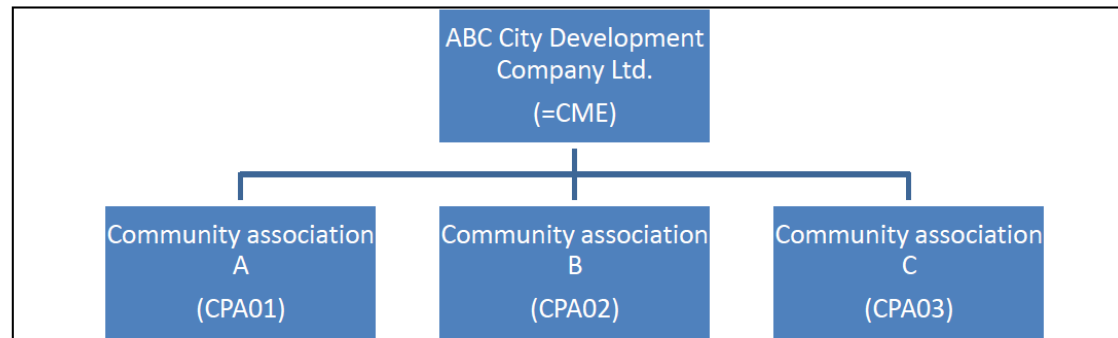 ABC City Development
Company Ltd.
(=CME)
Community association
A
(CPA01)
Community association
B
(CPA02)
Community association
C
(CPA03)